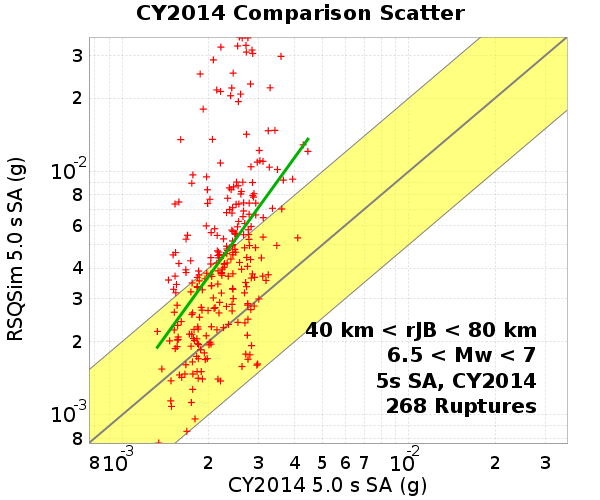 CY2014 Comparison Scatter
3
2
10⁻²
8
6
4
3
2
10⁻³
8
RSQSim 5.0 s SA (g)
40 km < rJB < 80 km
6.5 < Mw < 7
5s SA, CY2014
268 Ruptures
8 10⁻³ 2 3 4 5 6 7 10⁻² 2 3
CY2014 5.0 s SA (g)